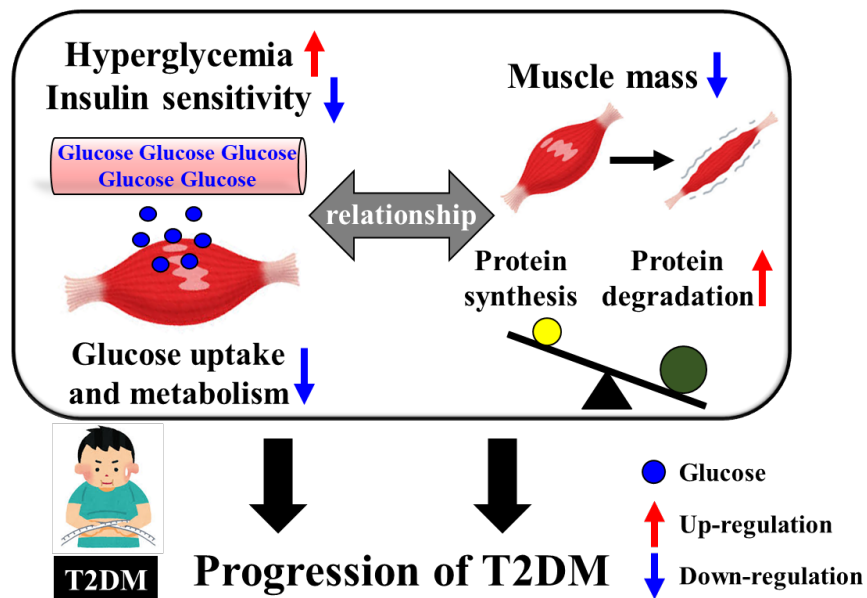 Hyperglycemia
Insulin sensitivity
Glucose Glucose Glucose
Glucose Glucose
Glucose uptake
and metabolism
relationship
Muscle mass
Protein
synthesis
Protein
degradation
T2DM
Progression of T2DM
Glucose
Up-regulation
Down-regulation